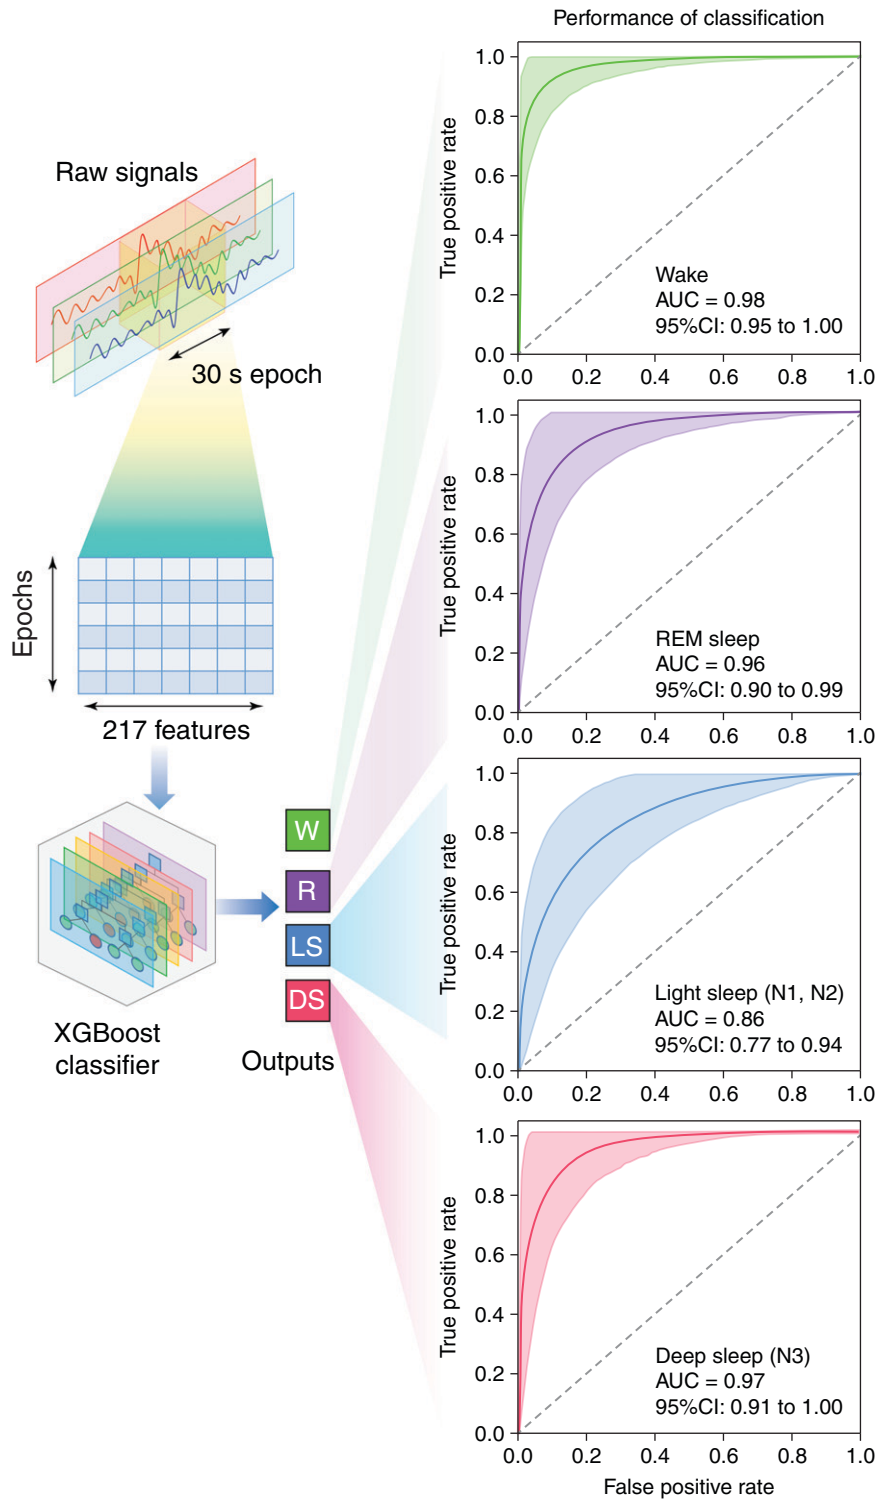 Performance of classification
Raw signals
30 s epoch
Epochs
217 features
XGBoost
classifier
W
R
LS
DS
Outputs
True positive rate
1.0
0.8
0.6
0.4
0.2
0.0
Wake
AUC = 0.98
95%CI: 0.95 to 1.00
0.0 0.2 0.4 0.6 0.8 1.0
True positive rate
1.0
0.8
0.6
0.4
0.2
0.0
REM sleep
AUC = 0.96
95%CI: 0.90 to 0.99
0.0 0.2 0.4 0.6 0.8 1.0
True positive rate
1.0
0.8
0.6
0.4
0.2
0.0
Light sleep (N1, N2)
AUC = 0.86
95%CI: 0.77 to 0.94
0.0 0.2 0.4 0.6 0.8 1.0
True positive rate
1.0
0.8
0.6
0.4
0.2
0.0
Deep sleep (N3)
AUC = 0.97
95%CI: 0.91 to 1.00
0.0 0.2 0.4 0.6 0.8 1.0
False positive rate